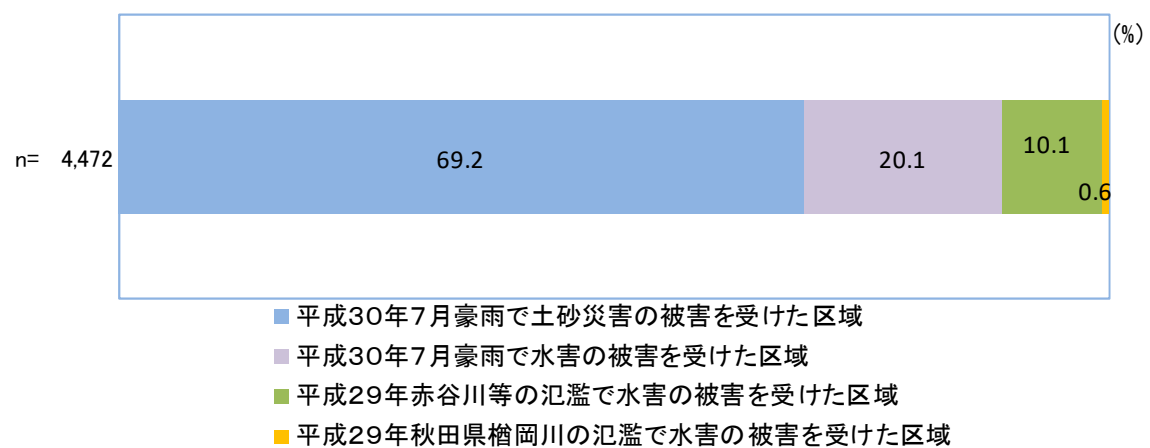 (%)
n= 4,472
69.2
20.1
10.1
0.6
平成30年7月豪雨で土砂災害の被害を受けた区域
平成30年7月豪雨で水害の被害を受けた区域
平成29年赤谷川等の氾濫で水害の被害を受けた区域
平成29年秋田県楢岡川の氾濫で水害の被害を受けた区域